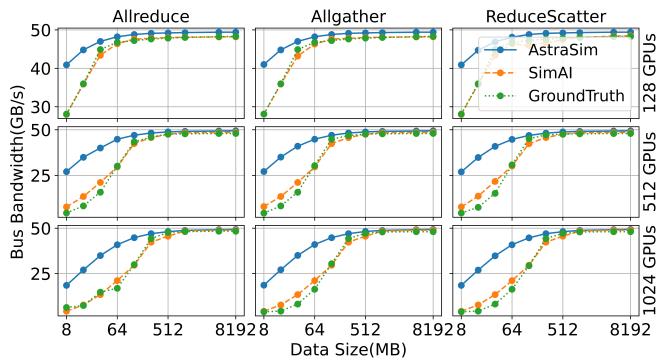 Allreduce Allgather ReduceScatter
50
40
30
AstraSim
SimAI
GroundTruth
128 GPUs
50
25
512 GPUs
50
25
1024 GPUs
Bus Bandwidth(GB/s)
8 64 512 8192 8 64 512 8192 8 64 512 8192
Data Size(MB)